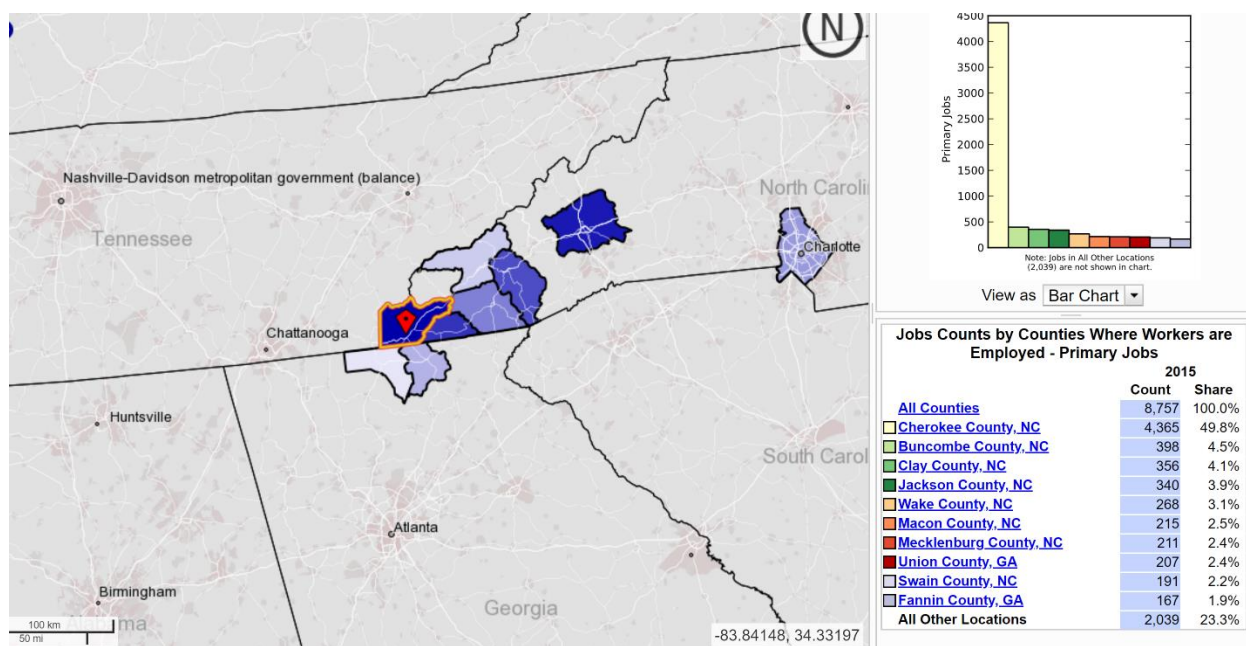 N
Nashville-Davidson metropolitan government (balance)
Tennessee
North Caroli
Charlotte
Chattanooga
Huntsville
South Carol
Atlanta
Birmingham
Georgia
Alabama
100 km
50 mi
-83.84148, 34.33197
Primary Jobs
4500
4000
3500
3000
2500
2000
1500
1000
500
0
Note: Jobs in All Other Locations
(2,039) are not shown in chart.
View as Bar Chart
Jobs Counts by Counties Where Workers are
Employed - Primary Jobs
2015
Count Share
All Counties 8,757 100.0%
Cherokee County, NC 4,365 49.8%
Buncombe County, NC 398 4.5%
Clay County, NC 356 4.1%
Jackson County, NC 340 3.9%
Wake County, NC 268 3.1%
Macon County, NC 215 2.5%
Mecklenburg County, NC 211 2.4%
Union County, GA 207 2.4%
Swain County, NC 191 2.2%
Fannin County, GA 167 1.9%
All Other Locations 2,039 23.3%